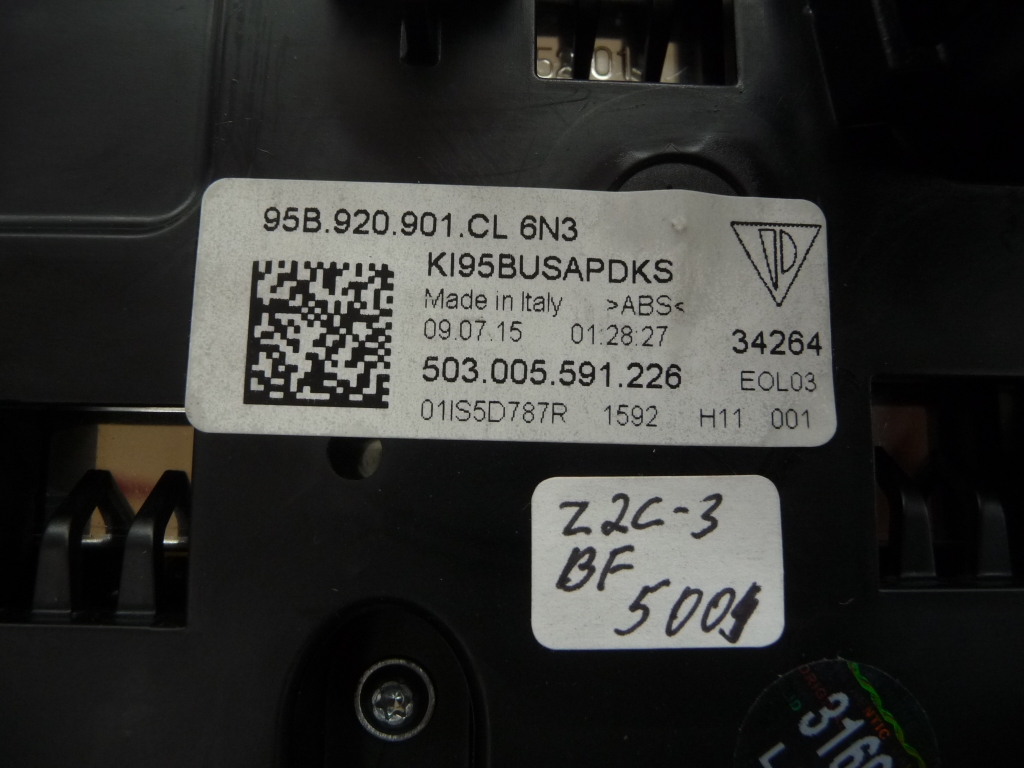 95B.920.901.CL 6N3
KI95BUSAPDKS
Made in Italy >ABS<
09.07.15 01:28:27
34264
503.005.591.226
EOL03
01IS5D787R 1592 H11 001
Z2C-3
BF
5001